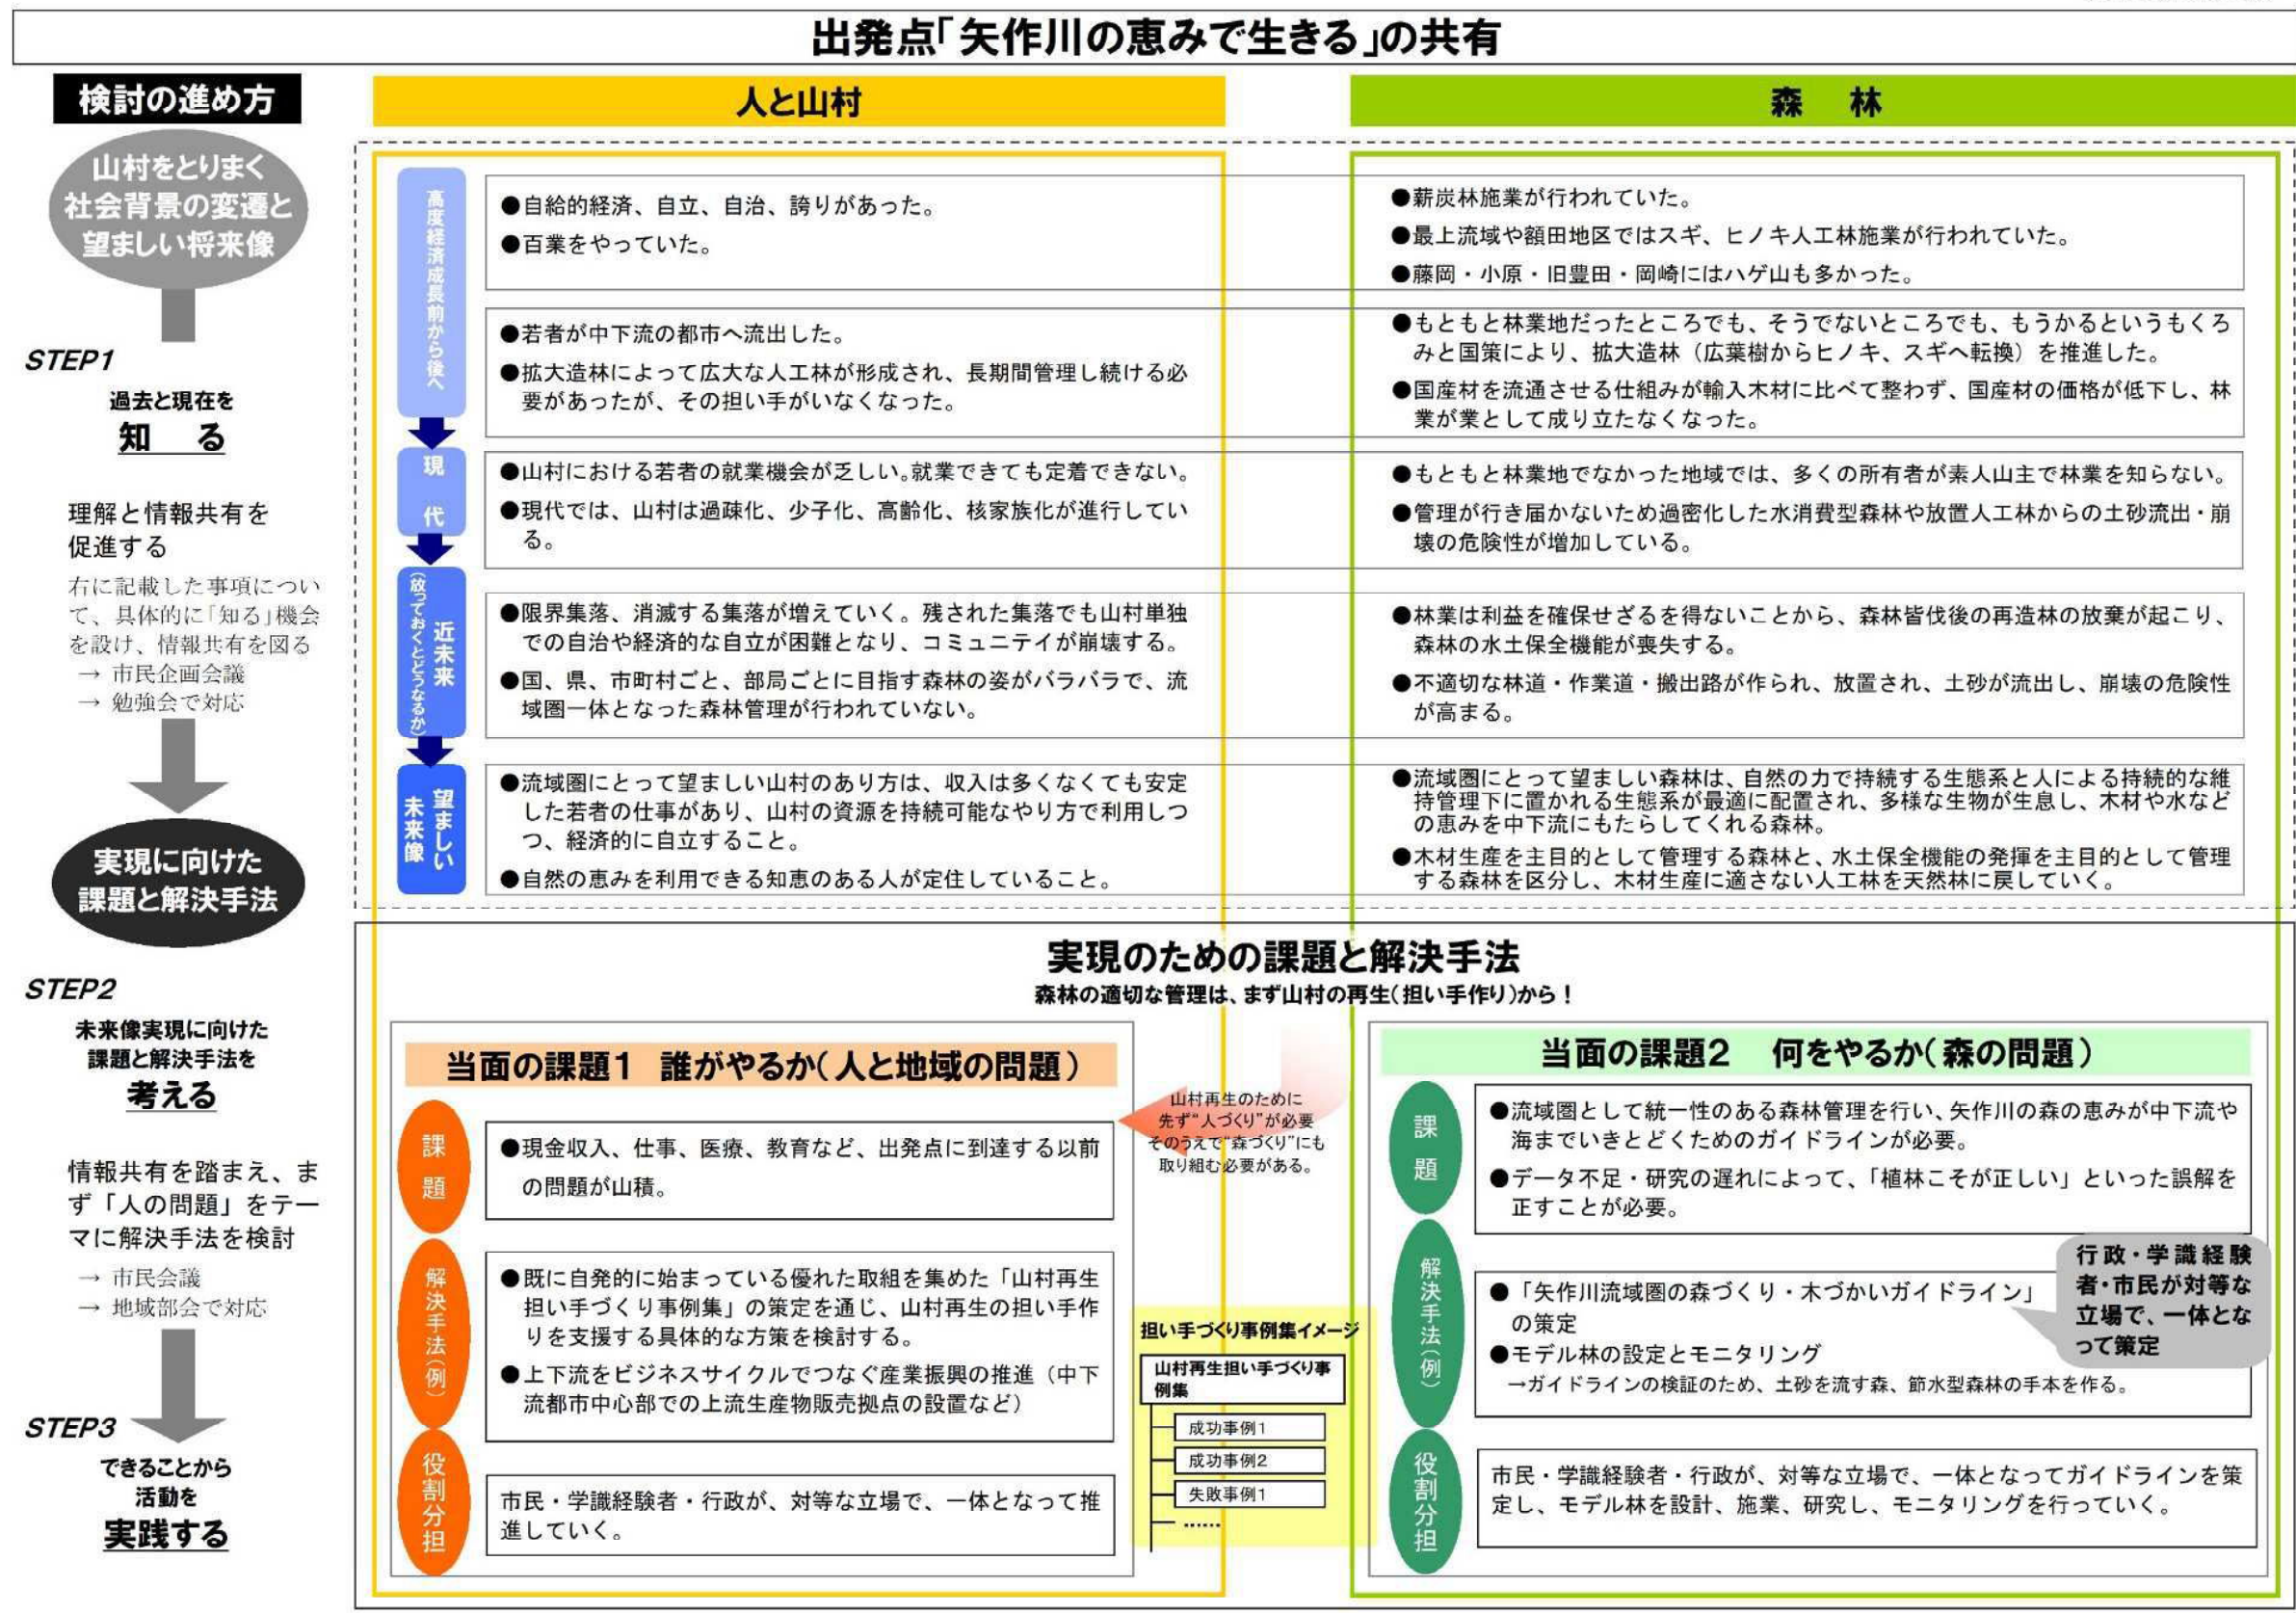 出発点「矢作川の恵みで生きる」の共有
検討の進め方
山村をとりまく
社会背景の変遷と
望ましい将来像
STEP1
過去と現在を
知　る
理解と情報共有を
促進する
右に記載した事項につい
て、具体的に「知る」機会
を設け、情報共有を図る
→ 市民企画会議
→ 勉強会で対応
実現に向けた
課題と解決手法
STEP2
未来像実現に向けた
課題と解決手法を
考える
情報共有を踏まえ、ま
ず「人の問題」をテー
マに解決手法を検討
→ 市民会議
→ 地域部会で対応
STEP3
できることから
活動を
実践する
人と山村
森　林
高度経済成長前から後へ
●自給的経済、自立、自治、誇りがあった。
●百業をやっていた。
●薪炭林施業が行われていた。
●最上流域や額田地区ではスギ、ヒノキ人工林施業が行われていた。
●藤岡・小原・旧豊田・岡崎にはハゲ山も多かった。
●若者が中下流の都市へ流出した。
●拡大造林によって広大な人工林が形成され、長期間管理し続ける必
要があったが、その担い手がいなくなった。
●もともと林業地だったところでも、そうでないところでも、もうかるというもくろ
みと国策により、拡大造林（広葉樹からヒノキ、スギへ転換）を推進した。
●国産材を流通させる仕組みが輸入木材に比べて整わず、国産材の価格が低下し、林
業が業として成り立たなくなった。
現　代
●山村における若者の就業機会が乏しい。就業できても定着できない。
●現代では、山村は過疎化、少子化、高齢化、核家族化が進行してい
る。
●もともと林業地でなかった地域では、多くの所有者が素人山主で林業を知らない。
●管理が行き届かないため過密化した水消費型森林や放置人工林からの土砂流出・崩
壊の危険性が増加している。
近未来
（放っておくとどうなるか）
●限界集落、消滅する集落が増えていく。残された集落でも山村単独
での自治や経済的な自立が困難となり、コミュニテイが崩壊する。
●国、県、市町村ごと、部局ごとに目指す森林の姿がバラバラで、流
域圏一体となった森林管理が行われていない。
●林業は利益を確保せざるを得ないことから、森林皆伐後の再造林の放棄が起こり、
森林の水土保全機能が喪失する。
●不適切な林道・作業道・搬出路が作られ、放置され、土砂が流出し、崩壊の危険性
が高まる。
望ましい
未来像
●流域圏にとって望ましい山村のあり方は、収入は多くなくても安定
した若者の仕事があり、山村の資源を持続可能なやり方で利用しつ
つ、経済的に自立すること。
●自然の恵みを利用できる知恵のある人が定住していること。
●流域圏にとって望ましい森林は、自然の力で持続する生態系と人による持続的な維
持管理下に置かれる生態系が最適に配置され、多様な生物が生息し、木材や水など
の恵みを中下流にもたらしてくれる森林。
●木材生産を主目的として管理する森林と、水土保全機能の発揮を主目的として管理
する森林を区分し、木材生産に適さない人工林を天然林に戻していく。
実現のための課題と解決手法
森林の適切な管理は、まず山村の再生（担い手作り）から！
当面の課題1　誰がやるか（人と地域の問題）
課　題
●現金収入、仕事、医療、教育など、出発点に到達する以前
の問題が山積。
解決手法（例）
●既に自発的に始まっている優れた取組を集めた「山村再生
担い手づくり事例集」の策定を通じ、山村再生の担い手作
りを支援する具体的な方策を検討する。
●上下流をビジネスサイクルでつなぐ産業振興の推進（中下
流都市中心部での上流生産物販売拠点の設置など）
役割分担
市民・学識経験者・行政が、対等な立場で、一体となって推
進していく。
山村再生のために
先ず“人づくり”が必要
そのうえで“森づくり”にも
取り組む必要がある。
担い手づくり事例集イメージ
山村再生担い手づくり事
例集
成功事例1
成功事例2
失敗事例1
……
当面の課題2　何をやるか（森の問題）
課　題
●流域圏として統一性のある森林管理を行い、矢作川の森の恵みが中下流や
海までいきとどくためのガイドラインが必要。
●データ不足・研究の遅れによって、「植林こそが正しい」といった誤解を
正すことが必要。
解決手法（例）
●「矢作川流域圏の森づくり・木づかいガイドライン」
の策定
●モデル林の設定とモニタリング
→ガイドラインの検証のため、土砂を流す森、節水型森林の手本を作る。
行政・学識経験
者・市民が対等な
立場で、一体とな
って策定
役割分担
市民・学識経験者・行政が、対等な立場で、一体となってガイドラインを策
定し、モデル林を設計、施業、研究し、モニタリングを行っていく。